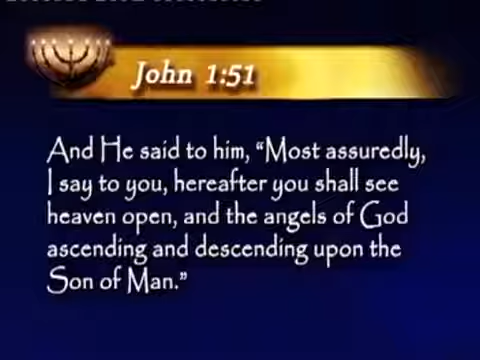 John 1:51
And He said to him, “Most assuredly,
I say to you, hereafter you shall see
heaven open, and the angels of God
ascending and descending upon the
Son of Man.”